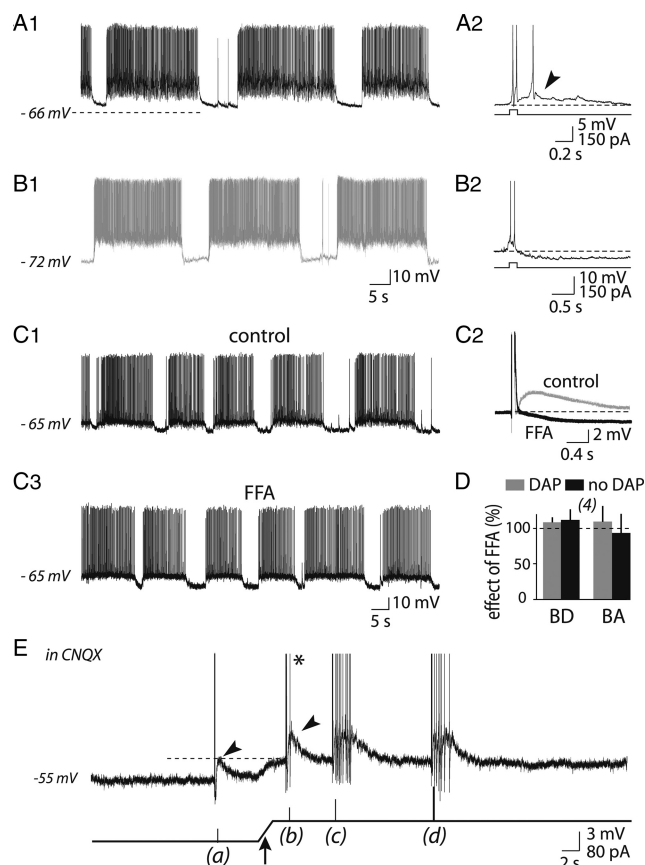 A1
A2
- 66 mV
5 mV
150 pA
0.2 s
B1
B2
- 72 mV
10 mV
5 s
10 mV
150 pA
0.5 s
C1
control
C2
- 65 mV
control
FFA
2 mV
0.4 s
C3
FFA
- 65 mV
10 mV
5 s
D
DAP
no DAP
(4)
effect of FFA (%)
100
50
0
BD
BA
E
in CNQX
*
-55 mV
(a)
(b)
(c)
(d)
3 mV
80 pA
2 s